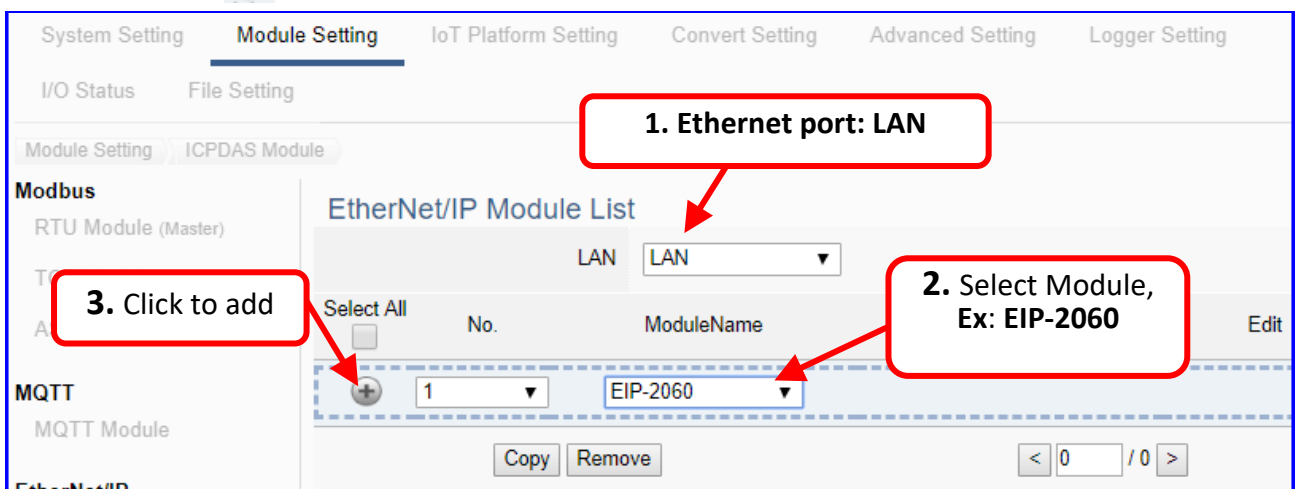 System Setting Module Setting IoT Platform Setting Convert Setting Advanced Setting Logger Setting
I/O Status File Setting
1. Ethernet port: LAN
Module Setting ICPDAS Module
Modbus
RTU Module (Master)
EtherNet/IP Module List
LAN LAN
2. Select Module,
Ex: EIP-2060
3. Click to add
Select All
No. ModuleName Edit
1 EIP-2060
MQTT
MQTT Module
Copy Remove < 0 / 0 >
EtherNet/IP